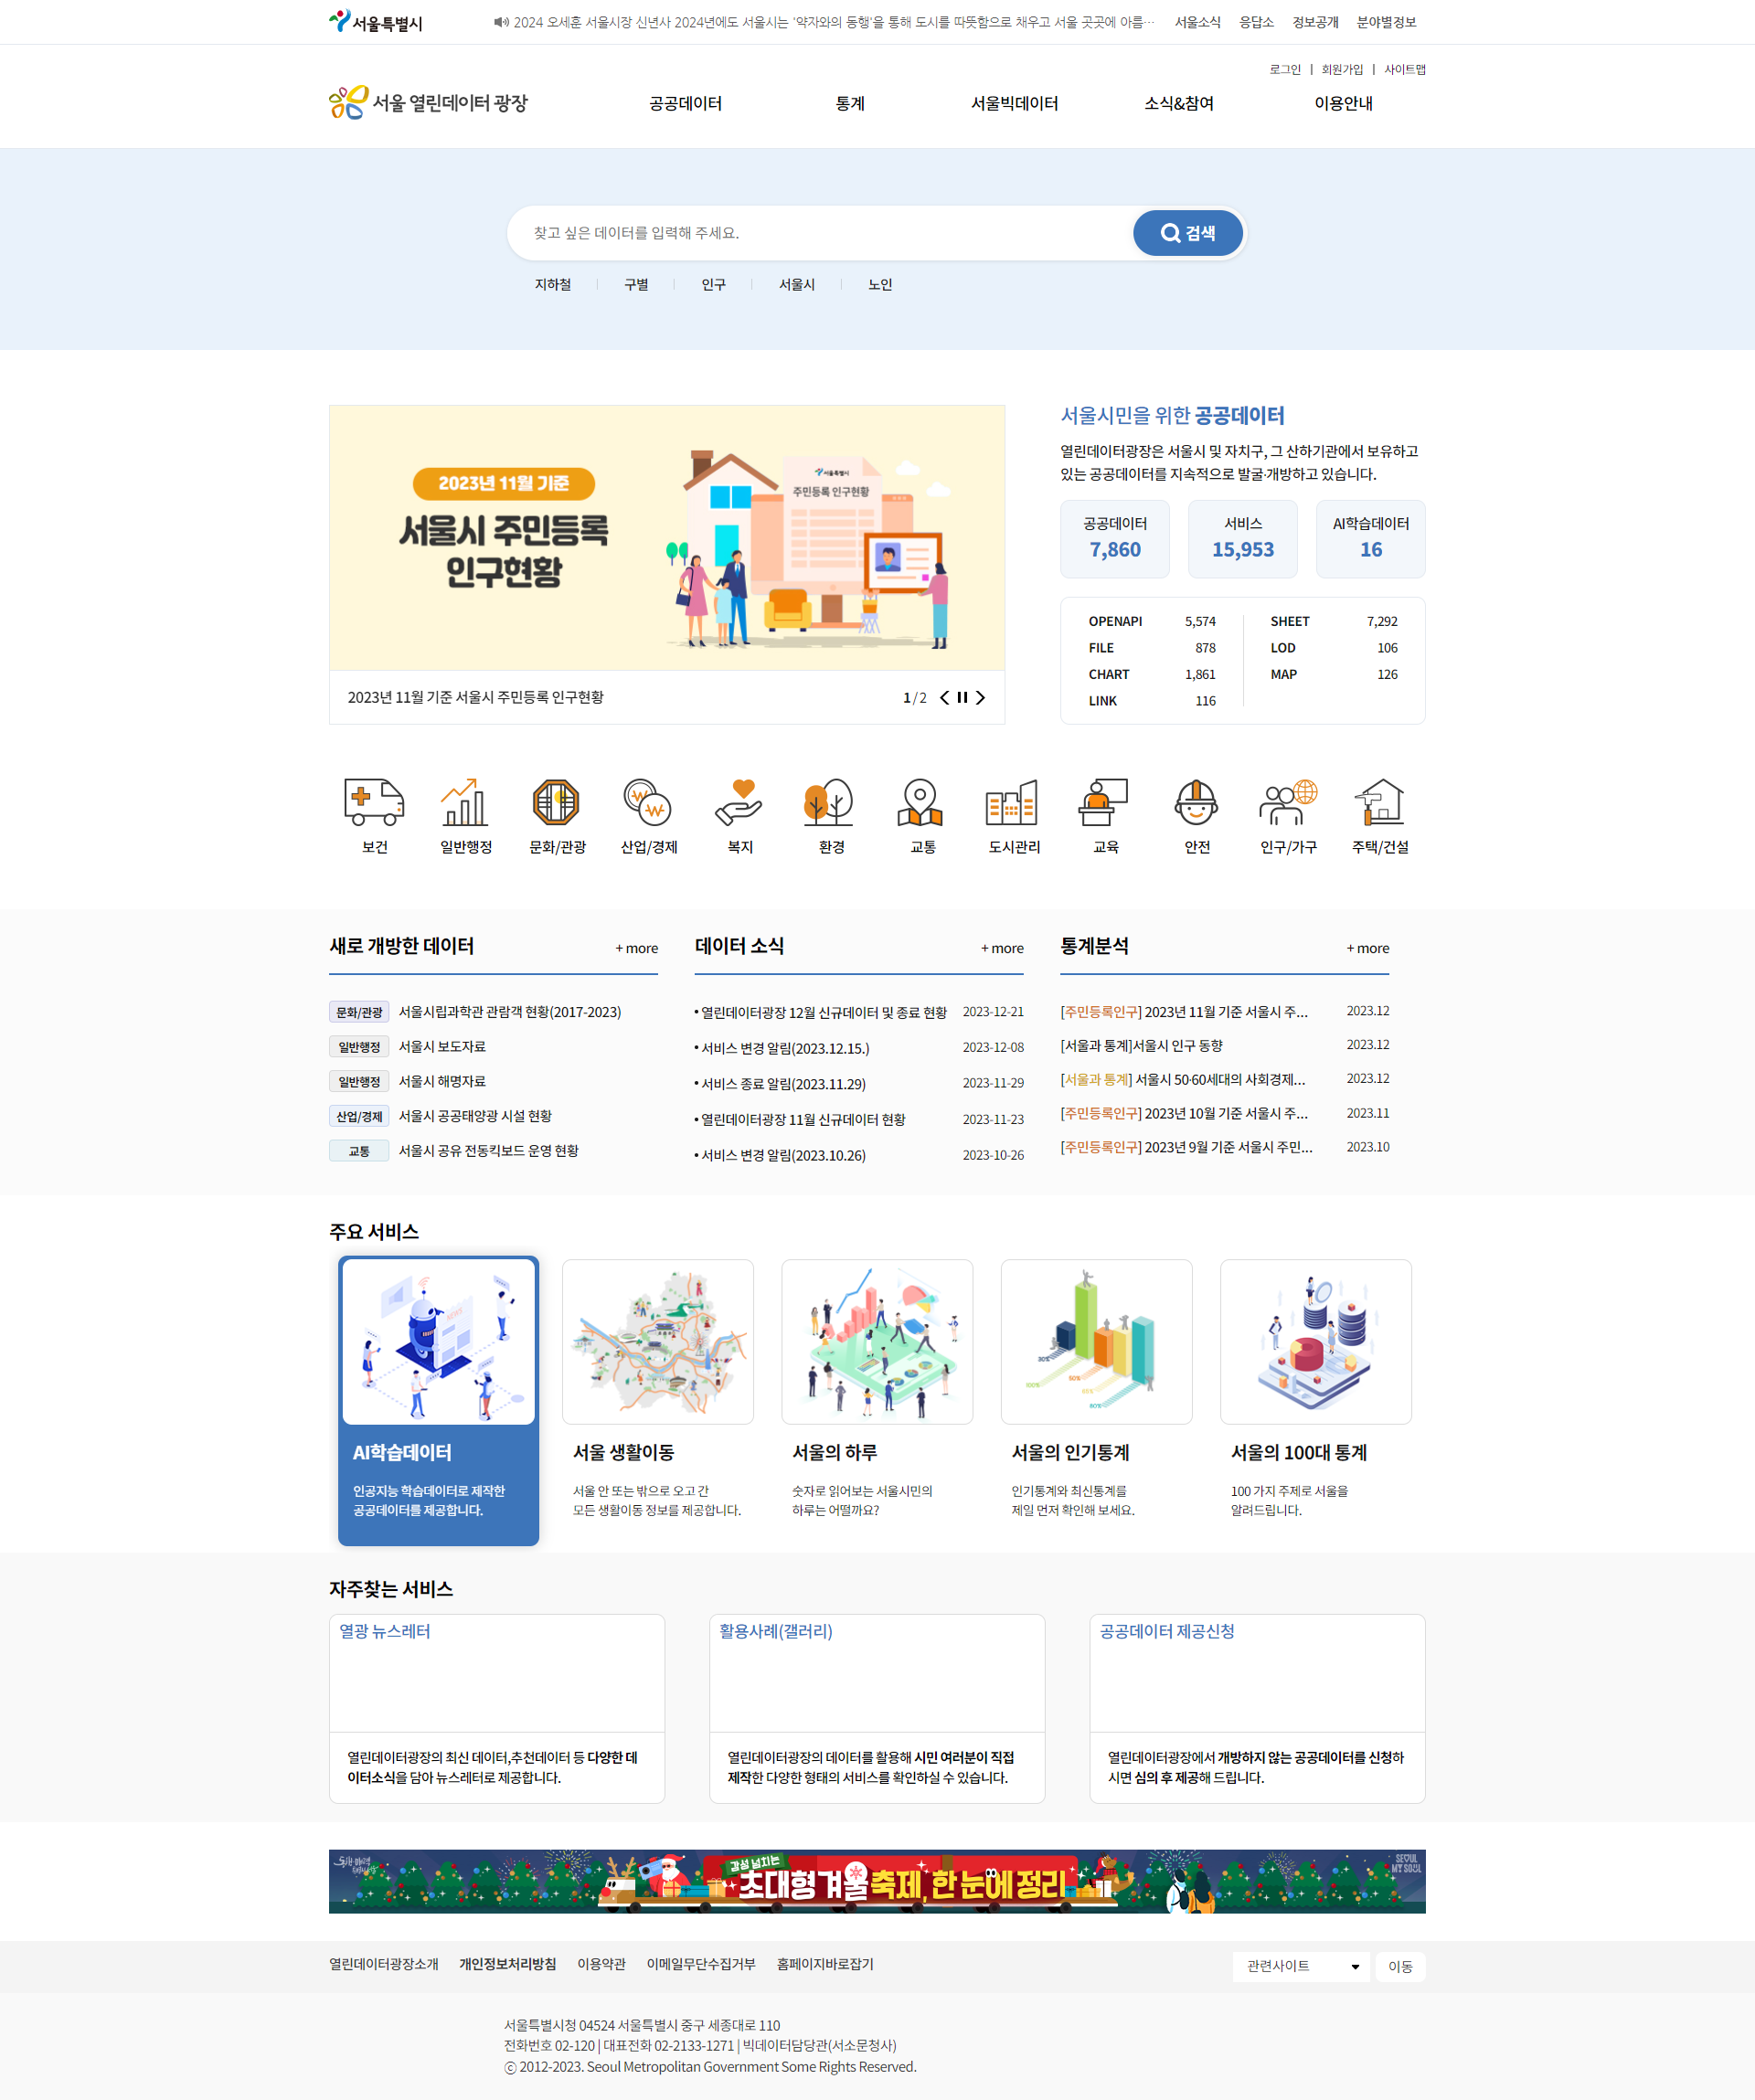 서울특별시
2024 오세훈 서울시장 신년사 2024년에도 서울시는 '약자와의 동행'을 통해 도시를 따뜻함으로 채우고 서울 곳곳에 아름…
서울소식 응답소 정보공개 분야별정보
로그인 | 회원가입 | 사이트맵
서울 열린데이터 광장
공공데이터 통계 서울빅데이터 소식&참여 이용안내
찾고 싶은 데이터를 입력해 주세요.
검색
지하철 구별 인구 서울시 노인
2023년 11월 기준
서울시 주민등록
인구현황
서울특별시
주민등록 인구현황
2023년 11월 기준 서울시 주민등록 인구현황
1 / 2
서울시민을 위한 공공데이터
열린데이터광장은 서울시 및 자치구, 그 산하기관에서 보유하고
있는 공공데이터를 지속적으로 발굴·개방하고 있습니다.
공공데이터 서비스 AI학습데이터
7,860 15,953 16
OPENAPI 5,574 SHEET 7,292
FILE 878 LOD 106
CHART 1,861 MAP 126
LINK 116
보건 일반행정 문화/관광 산업/경제 복지 환경 교통 도시관리 교육 안전 인구/가구 주택/건설
새로 개방한 데이터 + more
문화/관광 서울시립과학관 관람객 현황(2017-2023)
일반행정 서울시 보도자료
일반행정 서울시 해명자료
산업/경제 서울시 공공태양광 시설 현황
교통 서울시 공유 전동킥보드 운영 현황
데이터 소식 + more
• 열린데이터광장 12월 신규데이터 및 종료 현황 2023-12-21
• 서비스 변경 알림(2023.12.15.) 2023-12-08
• 서비스 종료 알림(2023.11.29) 2023-11-29
• 열린데이터광장 11월 신규데이터 현황 2023-11-23
• 서비스 변경 알림(2023.10.26) 2023-10-26
통계분석 + more
[주민등록인구] 2023년 11월 기준 서울시 주... 2023.12
[서울과 통계]서울시 인구 동향 2023.12
[서울과 통계] 서울시 50·60세대의 사회경제... 2023.12
[주민등록인구] 2023년 10월 기준 서울시 주... 2023.11
[주민등록인구] 2023년 9월 기준 서울시 주민... 2023.10
주요 서비스
NEWS
30%
100%
50%
80%
AI학습데이터
인공지능 학습데이터로 제작한
공공데이터를 제공합니다.
서울 생활이동
서울 안 또는 밖으로 오고 간
모든 생활이동 정보를 제공합니다.
서울의 하루
숫자로 읽어보는 서울시민의
하루는 어떨까요?
서울의 인기통계
인기통계와 최신통계를
제일 먼저 확인해 보세요.
서울의 100대 통계
100 가지 주제로 서울을
알려드립니다.
자주찾는 서비스
열광 뉴스레터
열린데이터광장의 최신 데이터,추천데이터 등 다양한 데
이터소식을 담아 뉴스레터로 제공합니다.
활용사례(갤러리)
열린데이터광장의 데이터를 활용해 시민 여러분이 직접
제작한 다양한 형태의 서비스를 확인하실 수 있습니다.
공공데이터 제공신청
열린데이터광장에서 개방하지 않는 공공데이터를 신청하
시면 심의 후 제공해 드립니다.
감성 넘치는
초대형 겨울 축제, 한 눈에 정리
SEOUL
MY SOUL
열린데이터광장소개 개인정보처리방침 이용약관 이메일무단수집거부 홈페이지바로잡기
관련사이트 이동
서울특별시청 04524 서울특별시 중구 세종대로 110
전화번호 02-120 | 대표전화 02-2133-1271 | 빅데이터담당관(서소문청사)
ⓒ 2012-2023. Seoul Metropolitan Government Some Rights Reserved.